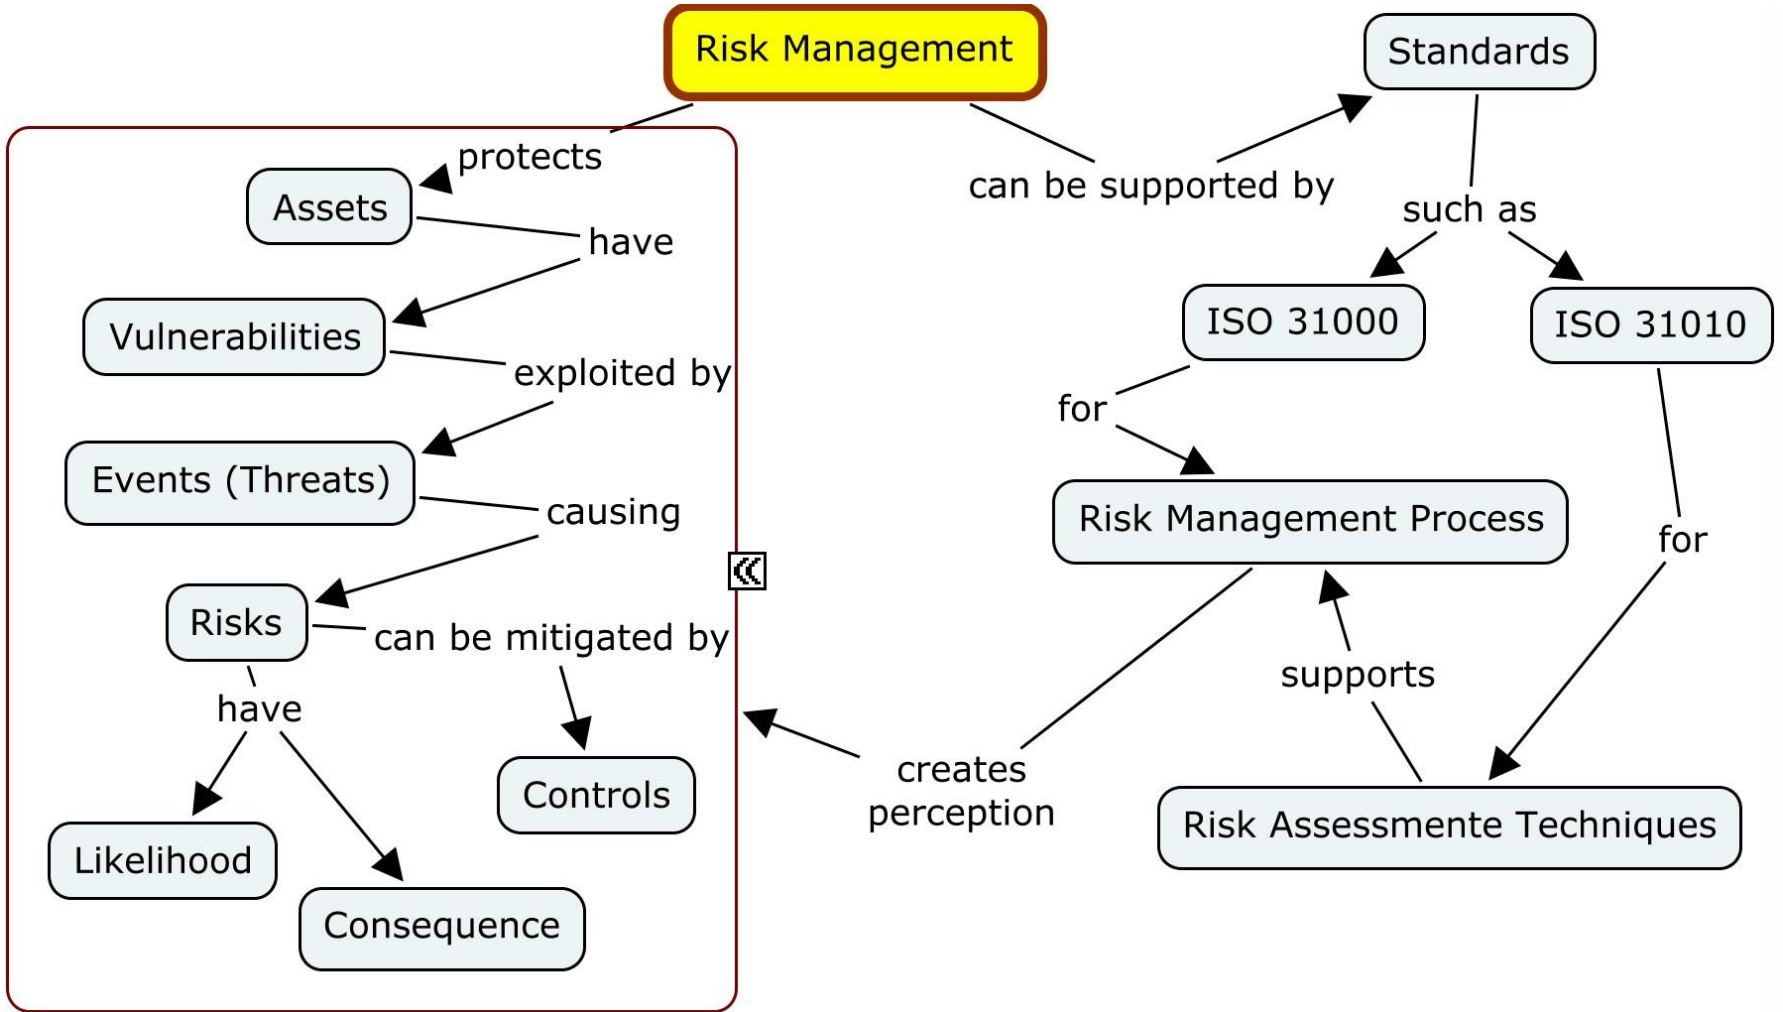 Risk Management
Standards
protects
Assets
can be supported by
such as
have
Vulnerabilities
ISO 31000
ISO 31010
exploited by
for
Events (Threats)
causing
Risk Management Process
for
Risks
can be mitigated by
supports
have
creates
perception
Controls
Risk Assessmente Techniques
Likelihood
Consequence